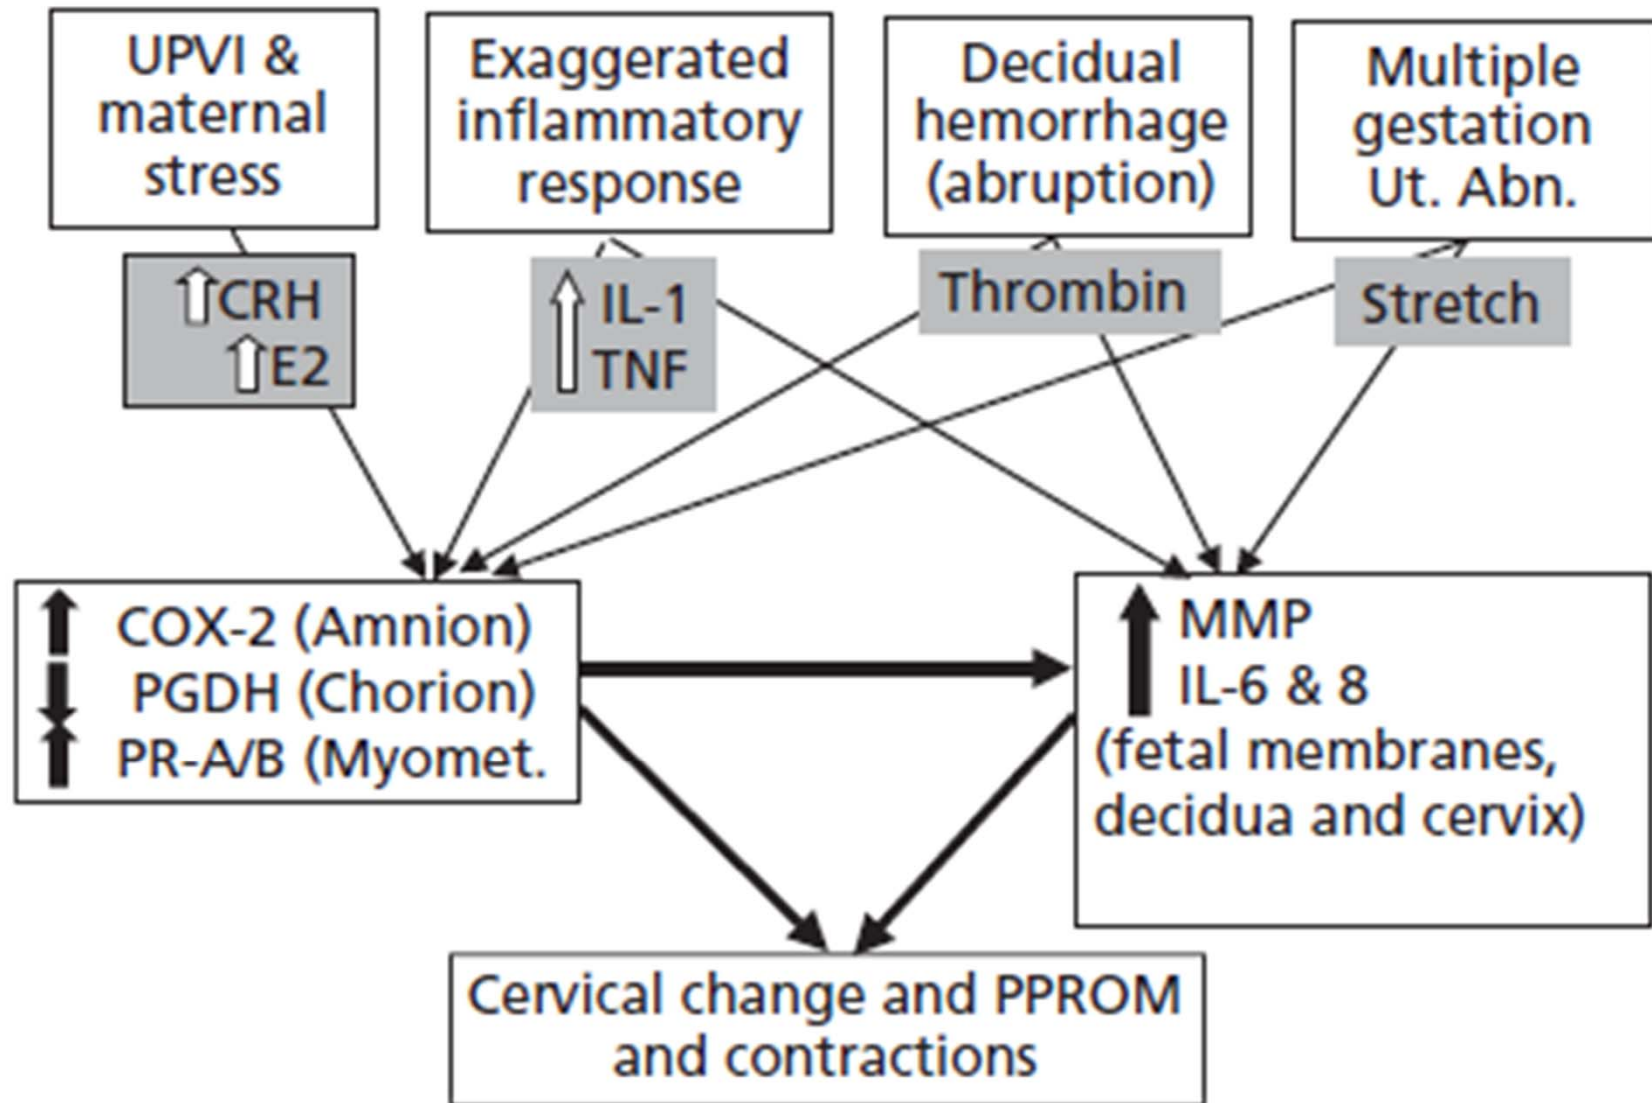 UPVI &
maternal
stress
Exaggerated
inflammatory
response
Decidual
hemorrhage
(abruption)
Multiple
gestation
Ut. Abn.
CRH
E2
IL-1
TNF
Thrombin
Stretch
COX-2 (Amnion)
PGDH (Chorion)
PR-A/B (Myomet.
MMP
IL-6 & 8
(fetal membranes,
decidua and cervix)
Cervical change and PPROM
and contractions